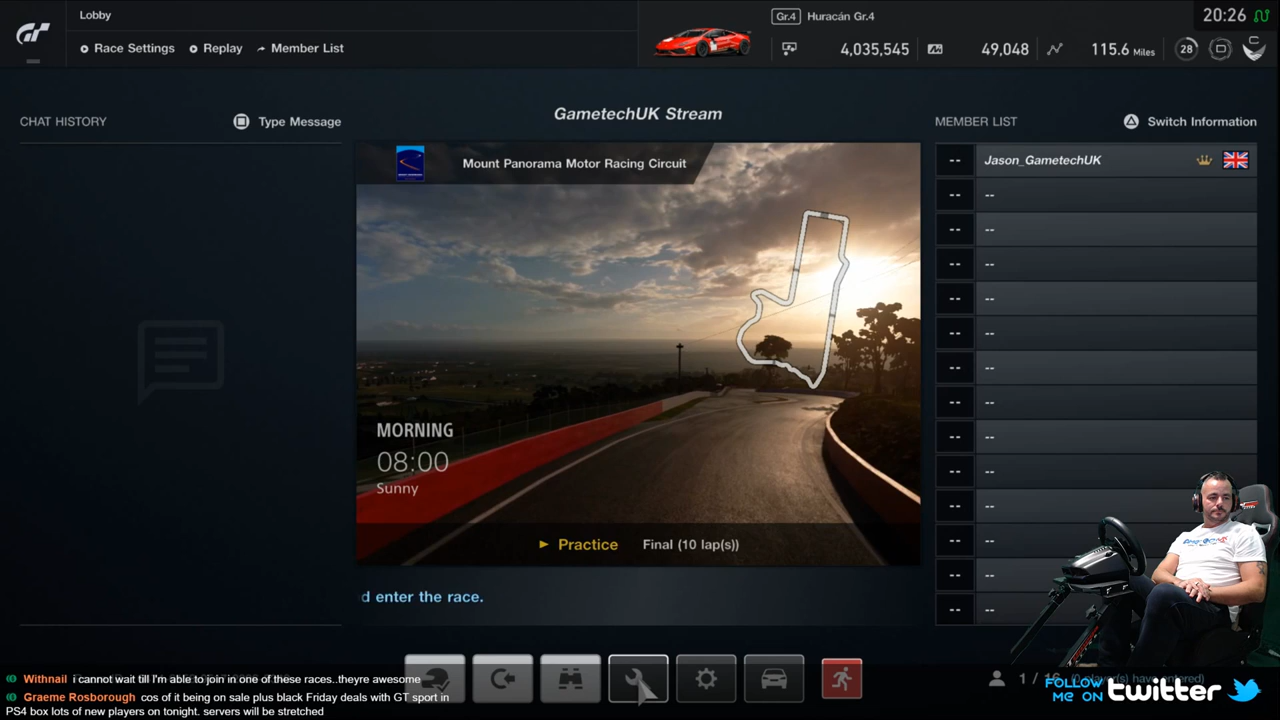 Lobby
Race Settings
Replay
Member List
Gr.4
Huracán Gr.4
20:26
4,035,545
49,048
115.6 Miles
28
C
CHAT HISTORY
Type Message
GametechUK Stream
MEMBER LIST
Switch Information
Mount Panorama Motor Racing Circuit
-- Jason_GametechUK
-- --
-- --
-- --
-- --
-- --
-- --
-- --
-- --
-- --
-- --
-- --
-- --
-- --
MORNING
08:00
Sunny
Practice
Final (10 lap(s))
d enter the race.
Withnail i cannot wait till I'm able to join in one of these races..theyre awesome
Graeme Rosborough cos of it being on sale plus black Friday deals with GT sport in
PS4 box lots of new players on tonight. servers will be stretched
1 / 16
FOLLOW
ME ON twitter